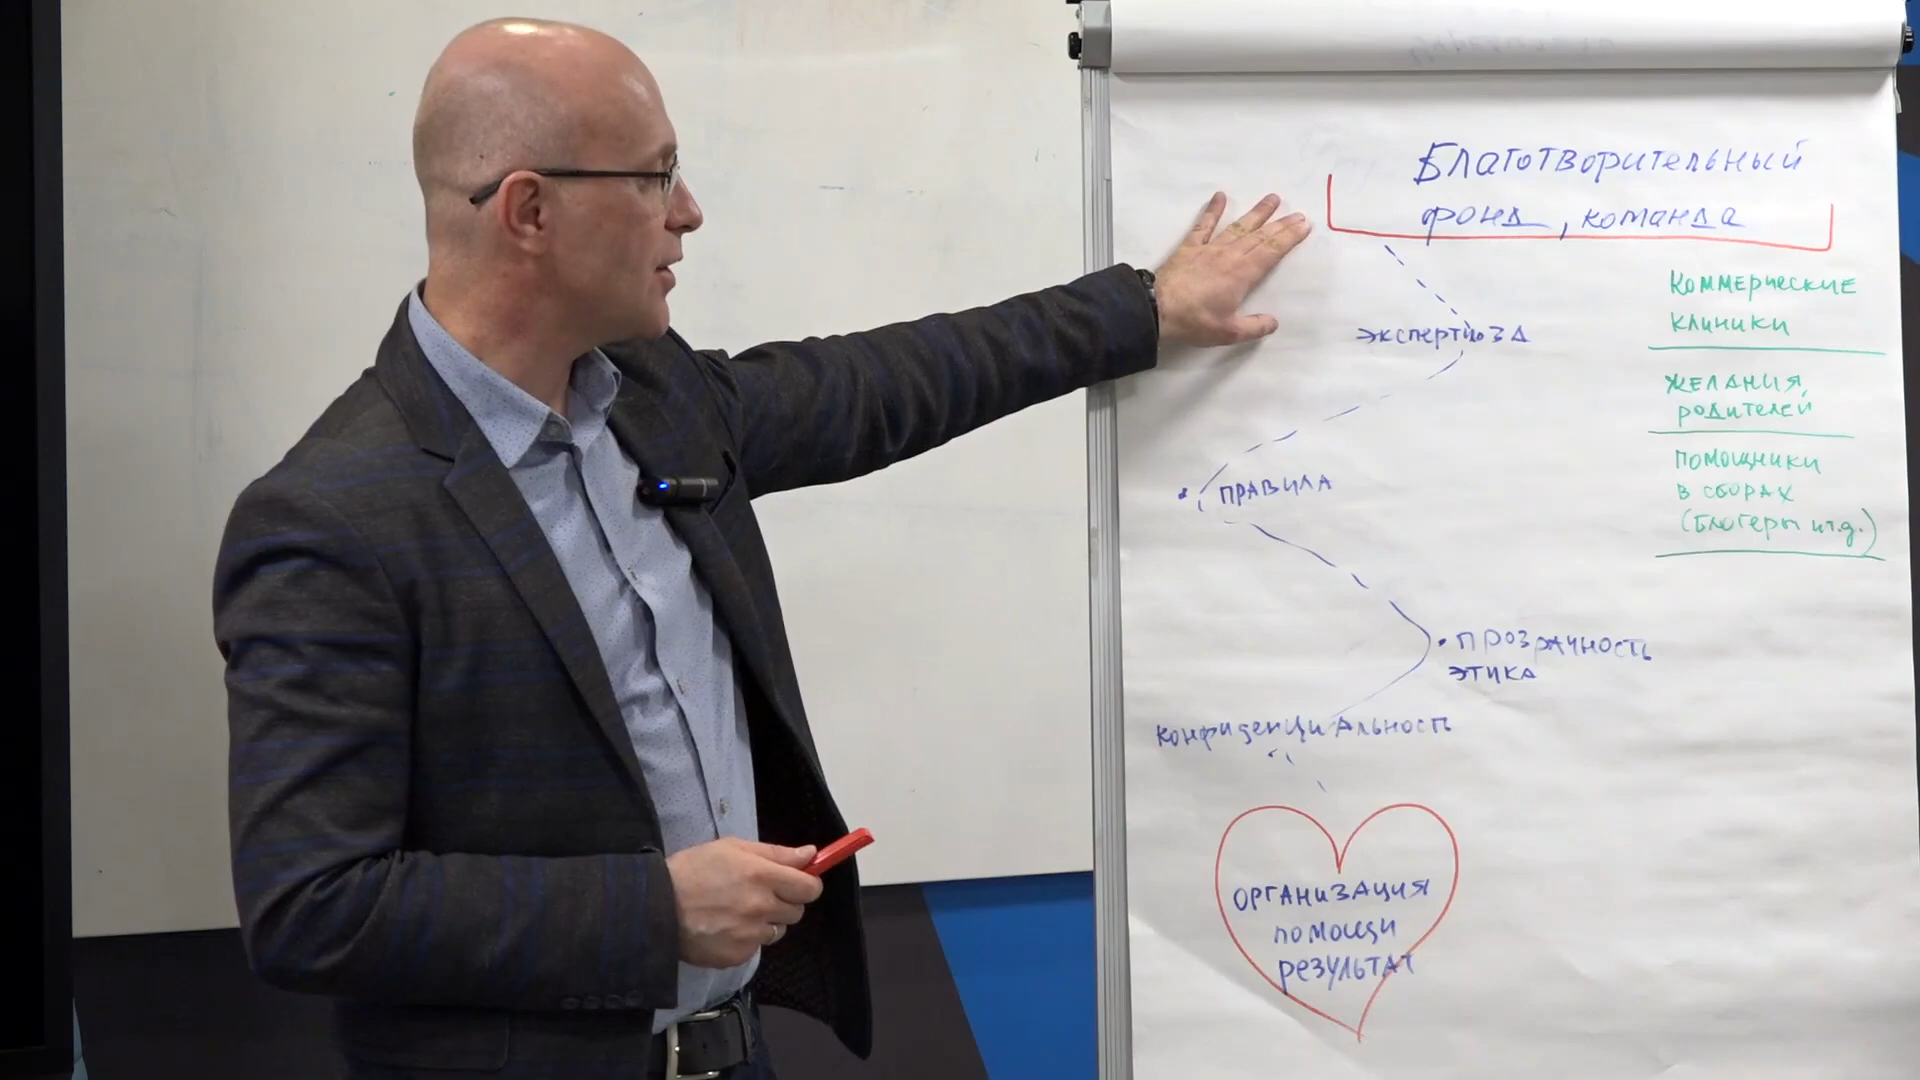 Благотворительный
фонд, команда
экспертиза
Коммерческие
клиники
желания
родителей
помощники
в сборах
(блогеры и т.д.)
• правила
• прозрачность
этика
конфиденциальность
организация
помощи
результат